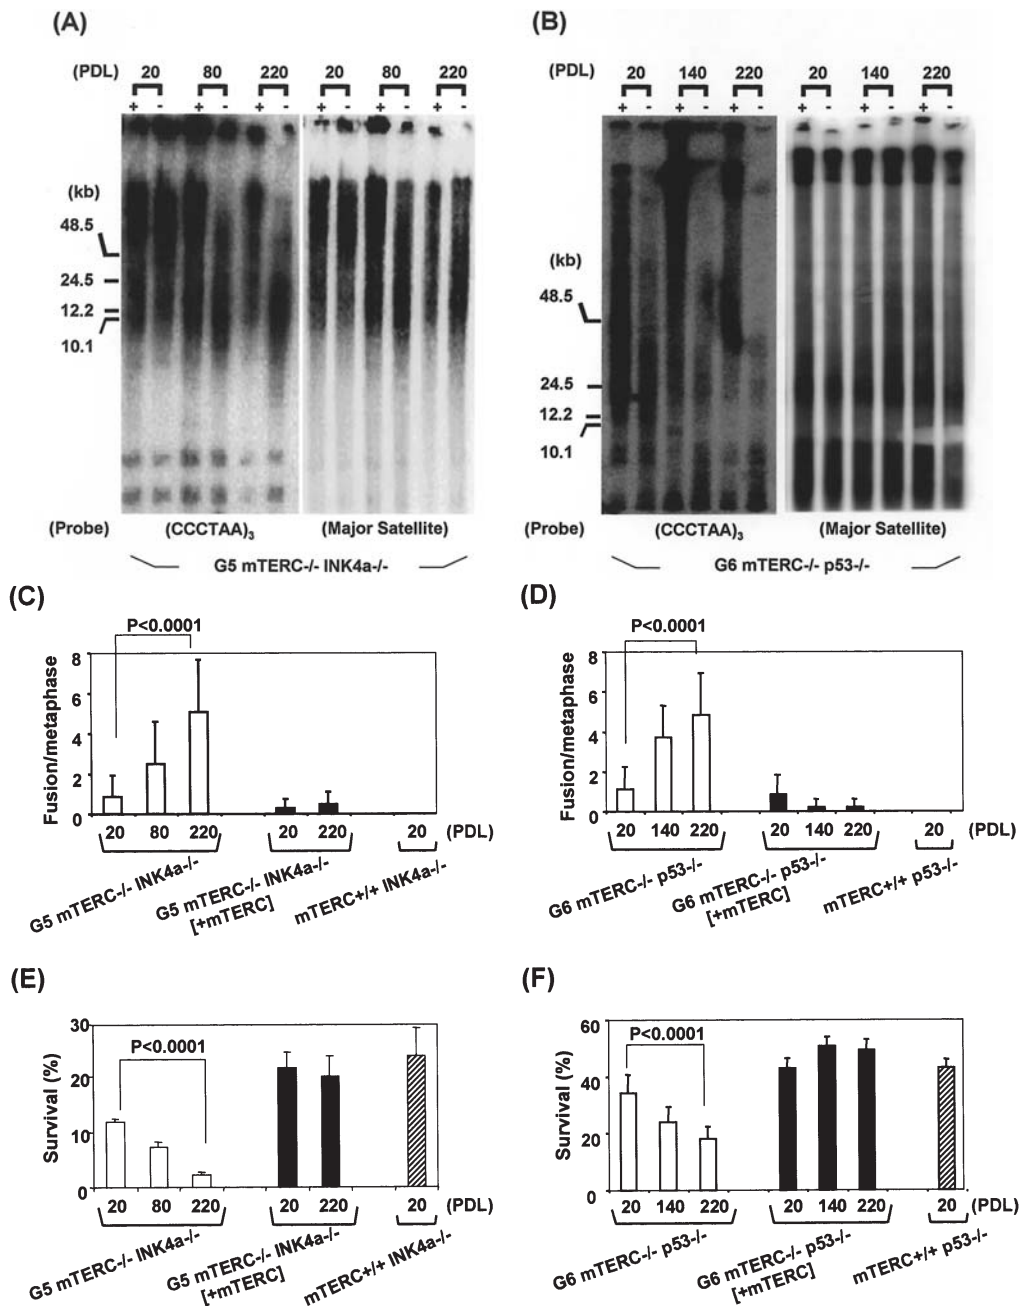 (A)
(PDL) 20 80 220 20 80 220
+ - + - + - + - + - + -
(kb)
48.5
24.5
12.2
10.1
(Probe) (CCCTAA)3 (Major Satellite)
G5 mTERC-/- INK4a-/-
(B)
(PDL) 20 140 220 20 140 220
+ - + - + - + - + - + -
(kb)
48.5
24.5
12.2
10.1
(Probe) (CCCTAA)3 (Major Satellite)
G6 mTERC-/- p53-/-
(C)
P<0.0001
Fusion/metaphase
8
6
4
2
0
20 80 220 20 220 20 (PDL)
G5 mTERC-/- INK4a-/-
G5 mTERC-/- INK4a-/-
[+mTERC]
mTERC+/+ INK4a-/-
(D)
P<0.0001
Fusion/metaphase
8
6
4
2
0
20 140 220 20 140 220 20 (PDL)
G6 mTERC-/- p53-/-
G6 mTERC-/- p53-/-
[+mTERC]
mTERC+/+ p53-/-
(E)
P<0.0001
Survival (%)
30
20
10
0
20 80 220 20 220 20 (PDL)
G5 mTERC-/- INK4a-/-
G5 mTERC-/- INK4a-/-
[+mTERC]
mTERC+/+ INK4a-/-
(F)
P<0.0001
Survival (%)
60
40
20
0
20 140 220 20 140 220 20 (PDL)
G6 mTERC-/- p53-/-
G6 mTERC-/- p53-/-
[+mTERC]
mTERC+/+ p53-/-